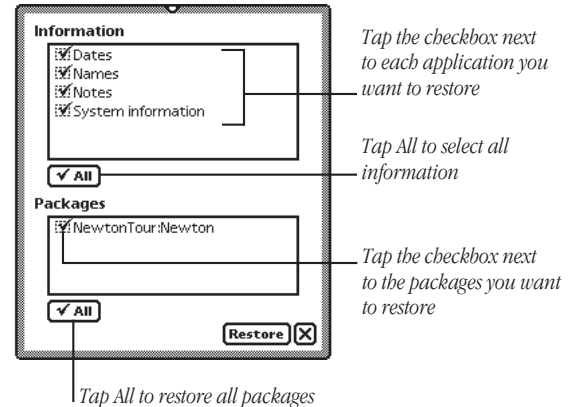 Information
Dates
Names
Notes
System information
All
Packages
NewtonTour:Newton
All
Restore
Tap the checkbox next
to each application you
want to restore
Tap All to select all
information
Tap the checkbox next
to the packages you want
to restore
Tap All to restore all packages